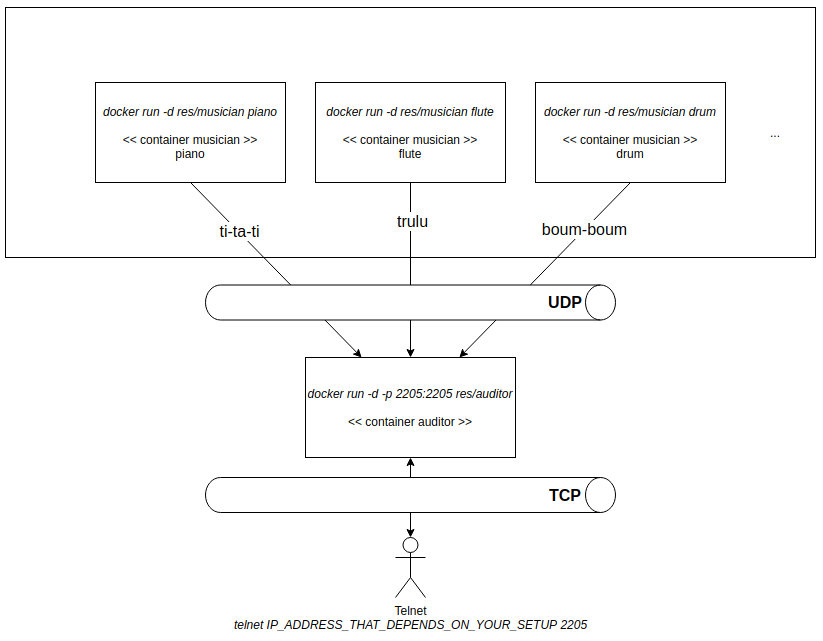 docker run -d res/musician piano
<< container musician >>
piano
docker run -d res/musician flute
<< container musician >>
flute
docker run -d res/musician drum
<< container musician >>
drum
...
ti-ta-ti
trulu
boum-boum
UDP
docker run -d -p 2205:2205 res/auditor
<< container auditor >>
TCP
Telnet
telnet IP_ADDRESS_THAT_DEPENDS_ON_YOUR_SETUP 2205